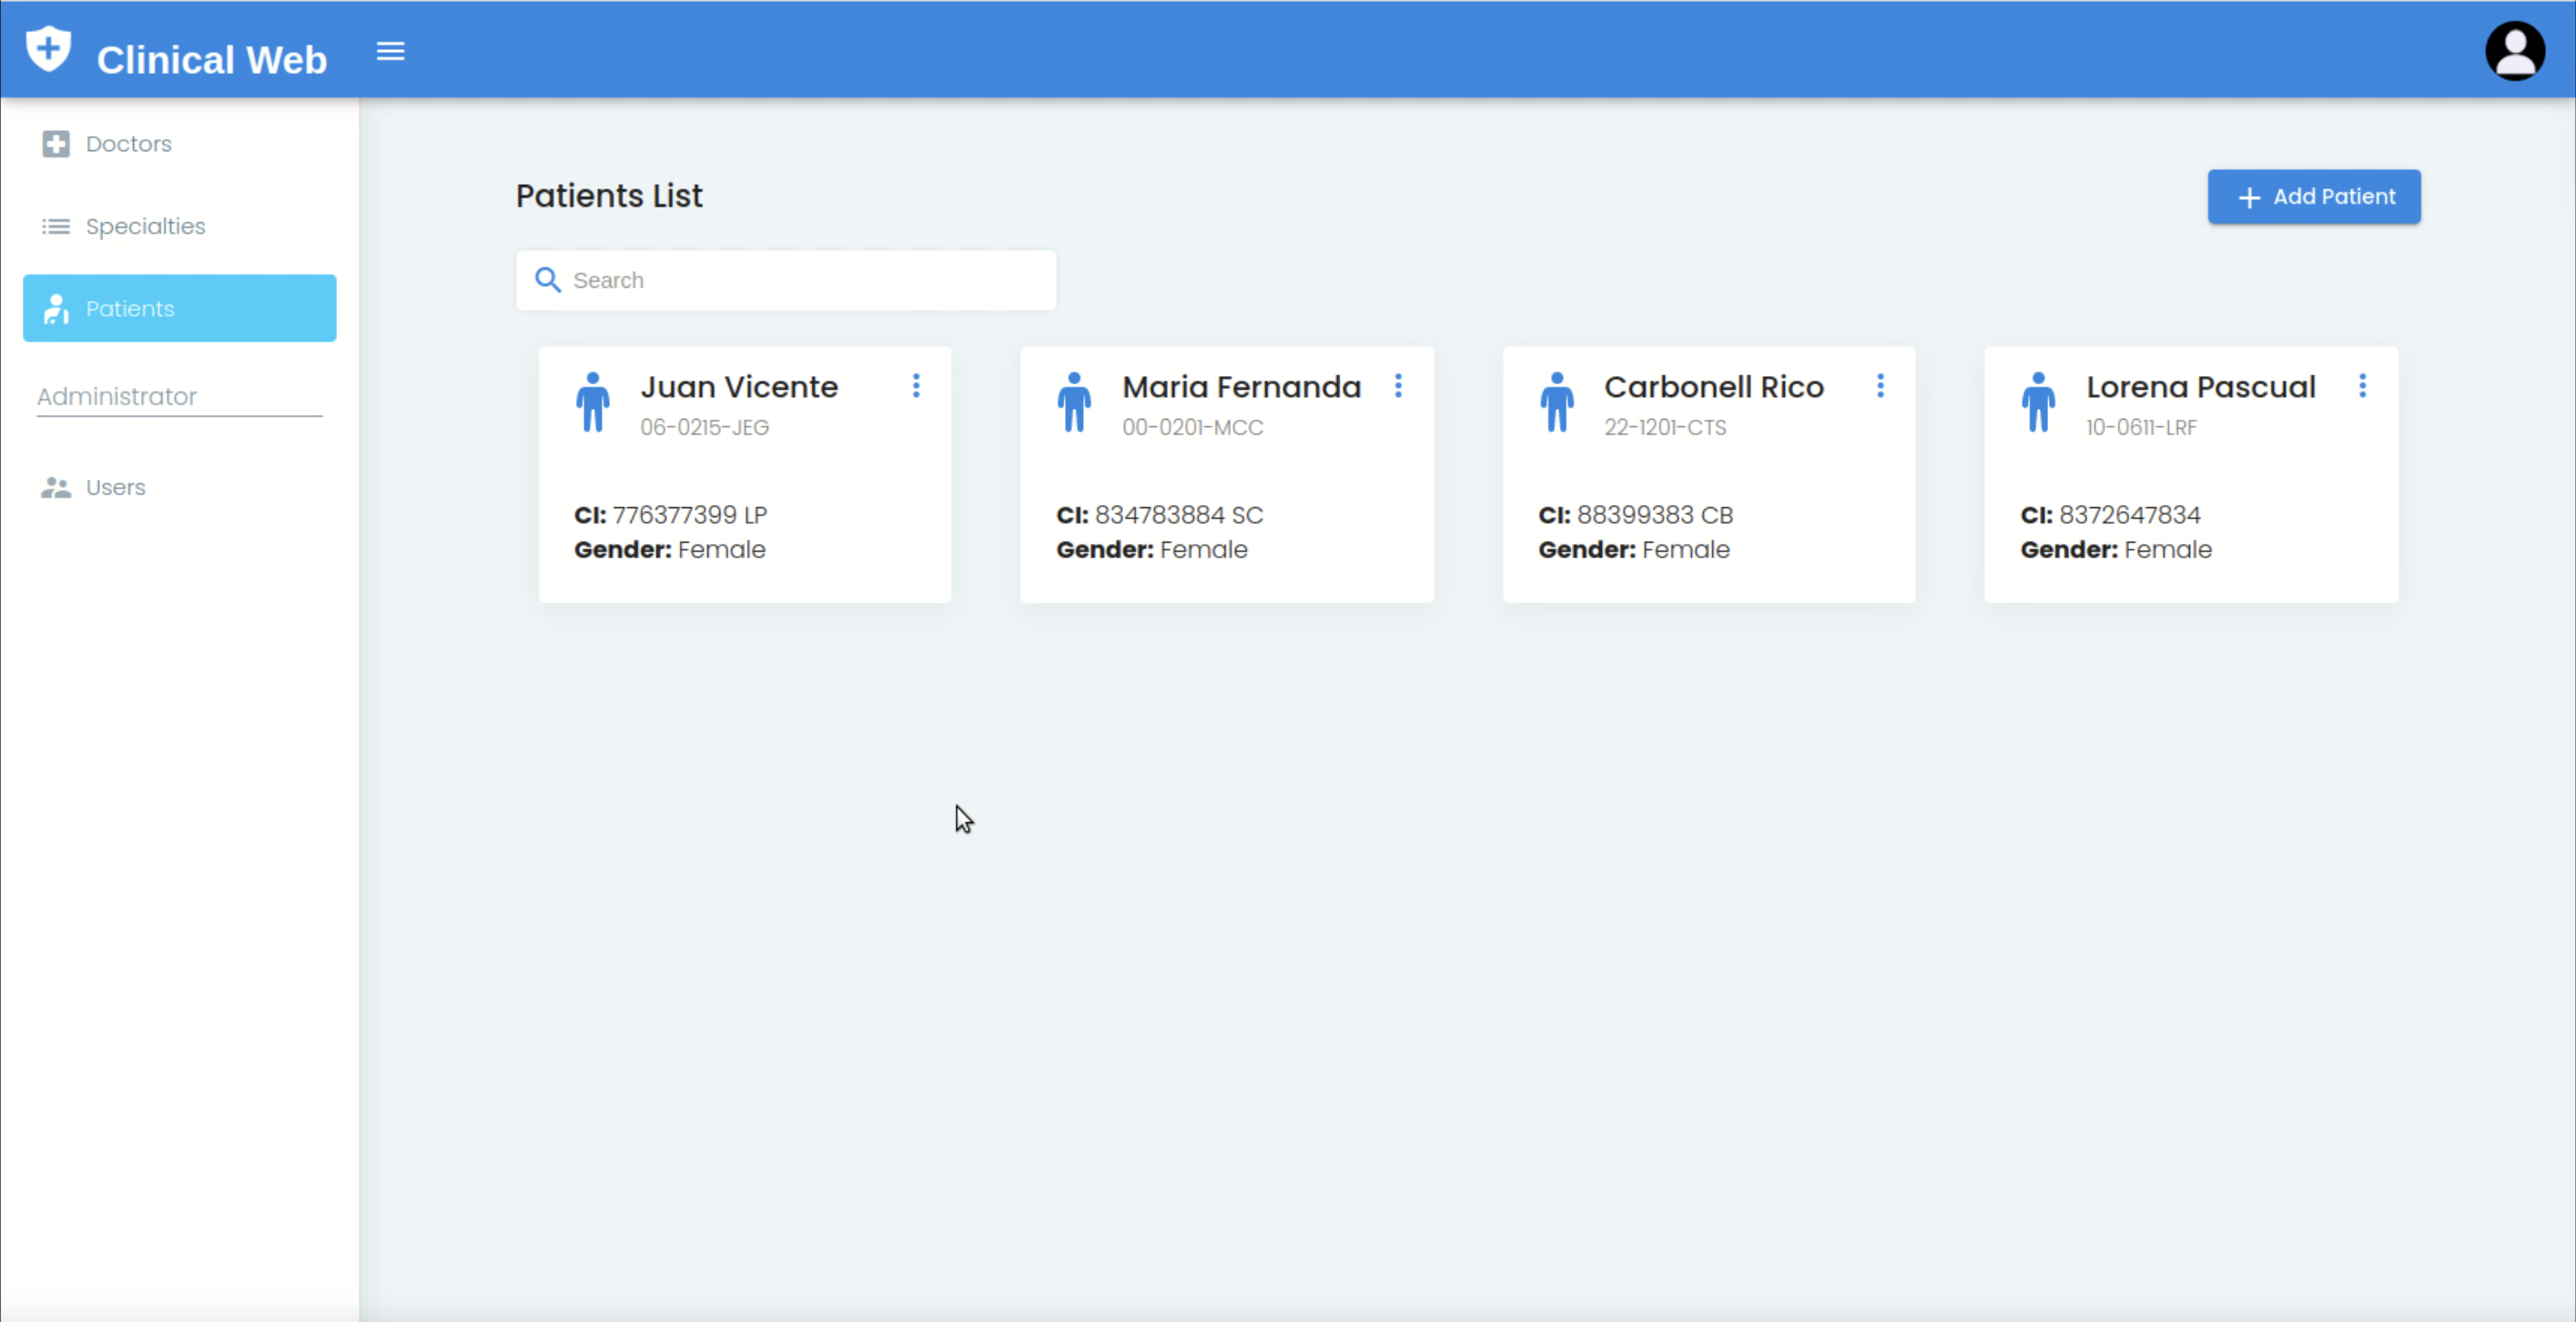 Clinical Web
Doctors
Specialties
Patients
Administrator
Users
Patients List
Add Patient
Search
Juan Vicente
06-0215-JEG
CI: 776377399 LP
Gender: Female
Maria Fernanda
00-0201-MCC
CI: 834783884 SC
Gender: Female
Carbonell Rico
22-1201-CTS
CI: 88399383 CB
Gender: Female
Lorena Pascual
10-0611-LRF
CI: 8372647834
Gender: Female